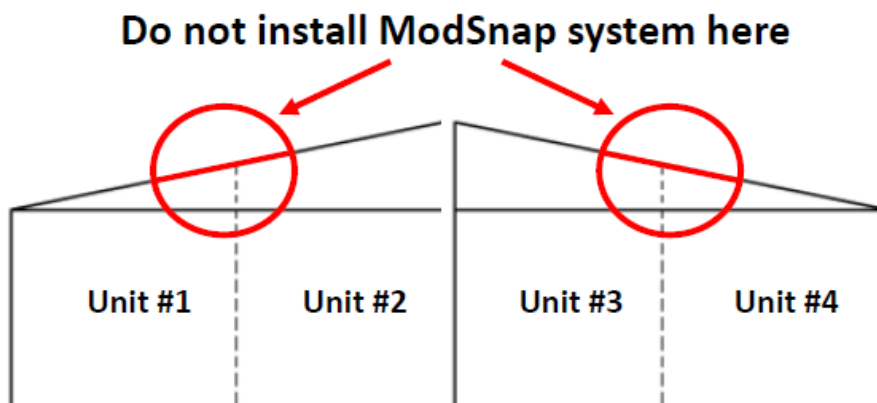 Do not install ModSnap system here
Unit #1
Unit #2
Unit #3
Unit #4